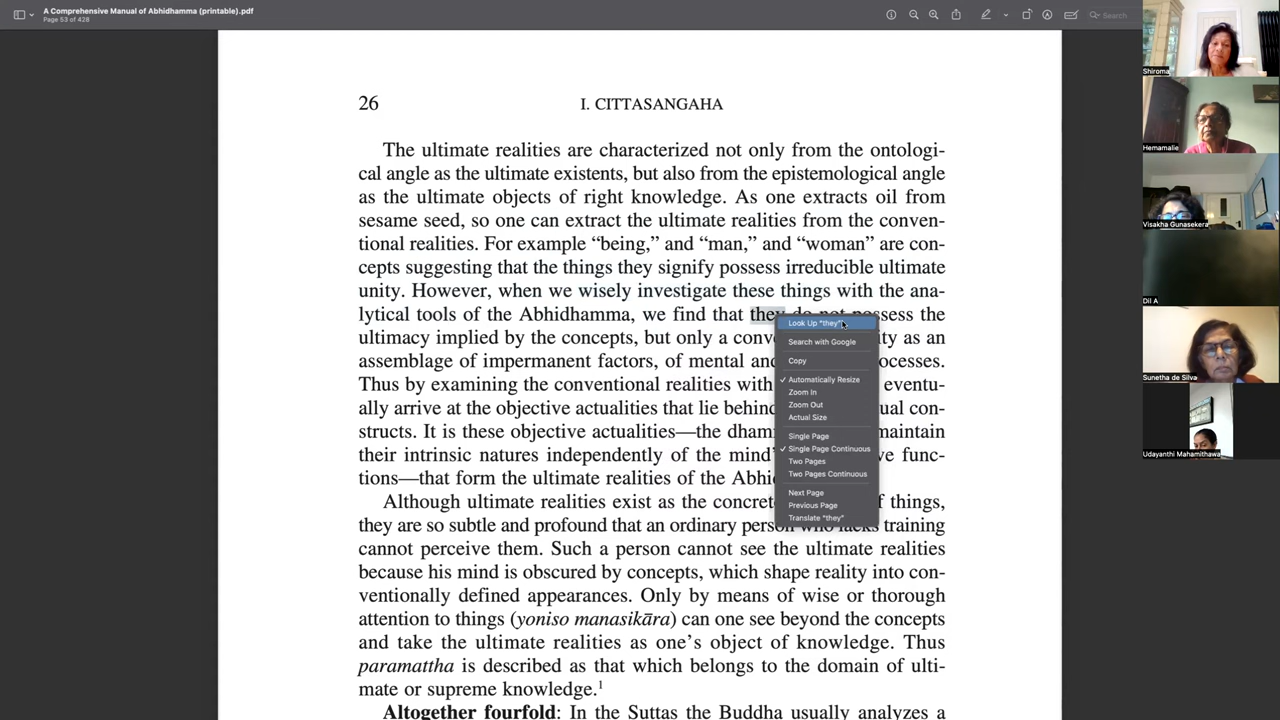 A Comprehensive Manual of Abhidhamma (printable).pdf
Page 53 of 428
Search
26
I. CITTASANGAHA
The ultimate realities are characterized not only from the ontologi-
cal angle as the ultimate existents, but also from the epistemological angle
as the ultimate objects of right knowledge. As one extracts oil from
sesame seed, so one can extract the ultimate realities from the conven-
tional realities. For example “being,” and “man,” and “woman” are con-
cepts suggesting that the things they signify possess irreducible ultimate
unity. However, when we wisely investigate these things with the ana-
lytical tools of the Abhidhamma, we find that they do not possess the
ultimacy implied by the concepts, but only a as an
assemblage of impermanent factors, of mental
Thus by examining the conventional realities with eventu-
ally arrive at the objective actualities that lie con-
structs. It is these objective actualities—the maintain
their intrinsic natures independently of the func-
tions—that form the ultimate realities of the
Although ultimate realities exist as the of things,
they are so subtle and profound that an ordinary person who lacks training
cannot perceive them. Such a person cannot see the ultimate realities
because his mind is obscured by concepts, which shape reality into con-
ventionally defined appearances. Only by means of wise or thorough
attention to things (yoniso manasikāra) can one see beyond the concepts
and take the ultimate realities as one’s object of knowledge. Thus
paramattha is described as that which belongs to the domain of ulti-
mate or supreme knowledge.¹
Altogether fourfold: In the Suttas the Buddha usually analyzes a
Look Up “they”
Search with Google
Copy
✓ Automatically Resize
Zoom In
Zoom Out
Actual Size
Single Page
✓ Single Page Continuous
Two Pages
Two Pages Continuous
Next Page
Previous Page
Translate “they”
Shiroma
Hemamalie
Visakha Gunasekera
Dil A
Sunetha de Silva
Udayanthi Mahamithawa